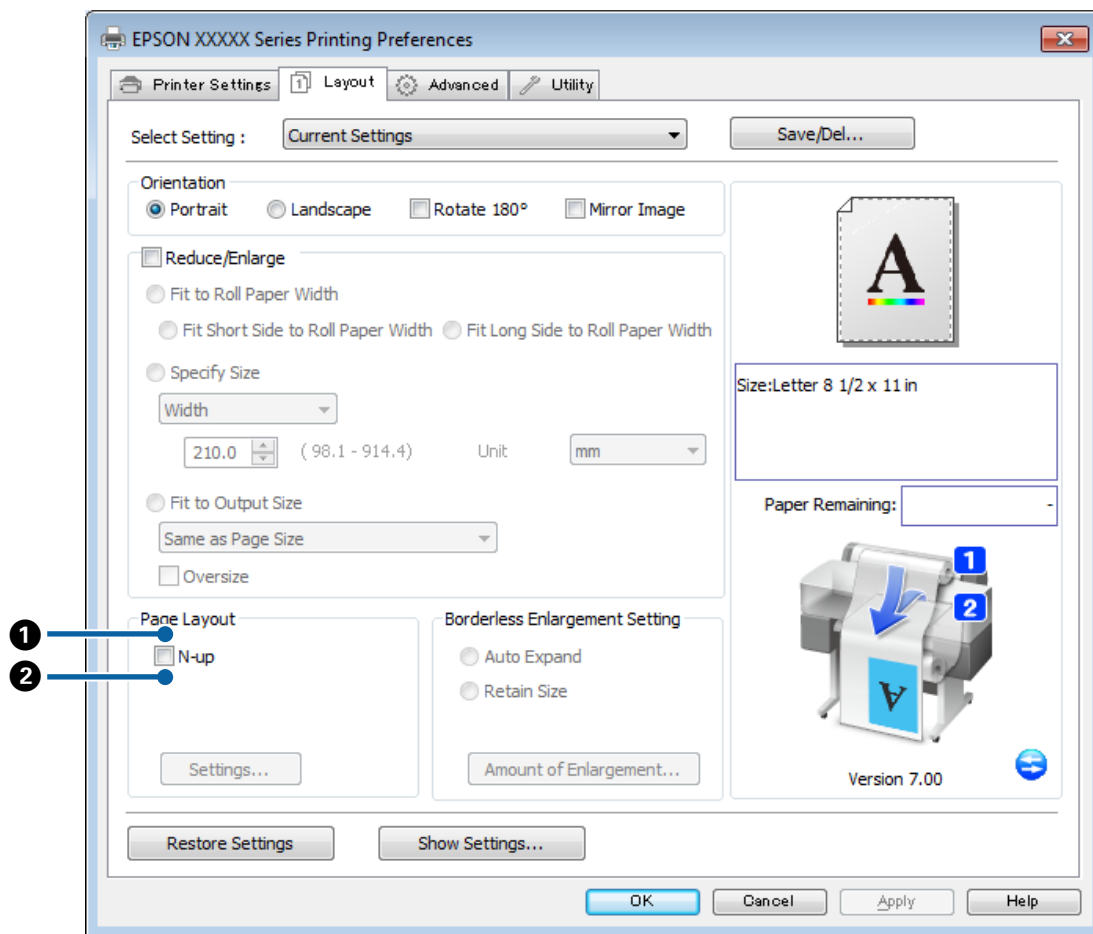 EPSON XXXXX Series Printing Preferences
Printer Settings 1 Layout Advanced Utility
Select Setting : Current Settings Save/Del...
Orientation
Portrait Landscape Rotate 180° Mirror Image
A
Reduce/Enlarge
Fit to Roll Paper Width
Fit Short Side to Roll Paper Width Fit Long Side to Roll Paper Width
Specify Size
Width
210.0 ( 98.1 - 914.4) Unit mm
Fit to Output Size
Same as Page Size
Oversize
Size:Letter 8 1/2 x 11 in
Paper Remaining: -
1
2
A
Version 7.00
1 Page Layout
N-up
2
Settings...
Borderless Enlargement Setting
Auto Expand
Retain Size
Amount of Enlargement...
Restore Settings Show Settings...
OK Cancel Apply Help